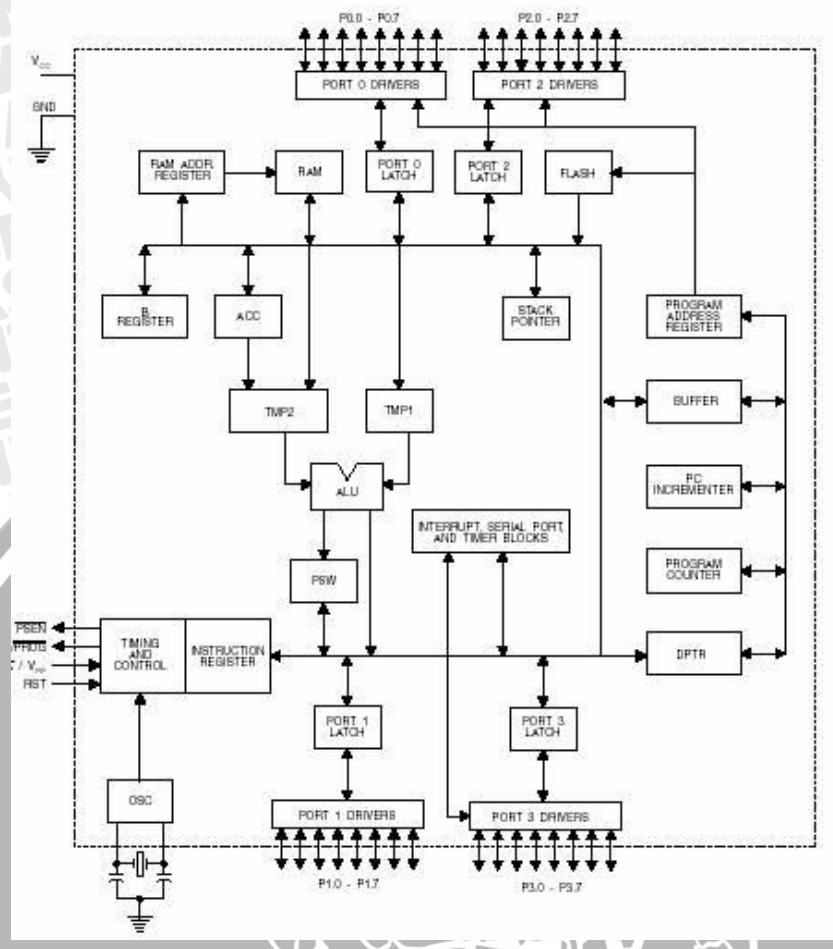 P0.0 - P0.7
P2.0 - P2.7
VCC
PORT 0 DRIVERS
PORT 2 DRIVERS
GND
RAM ADDR.
REGISTER
RAM
PORT 0
LATCH
PORT 2
LATCH
FLASH
B
REGISTER
ACC
STACK
POINTER
PROGRAM
ADDRESS
REGISTER
TMP2
TMP1
BUFFER
ALU
PC
INCREMENTER
INTERRUPT, SERIAL PORT,
AND TIMER BLOCKS
PSW
PROGRAM
COUNTER
PSEN
/PROG
/ VPP
RST
TIMING
AND
CONTROL
INSTRUCTION
REGISTER
DPTR
PORT 1
LATCH
PORT 3
LATCH
OSC
PORT 1 DRIVERS
PORT 3 DRIVERS
P1.0 - P1.7
P3.0 - P3.7